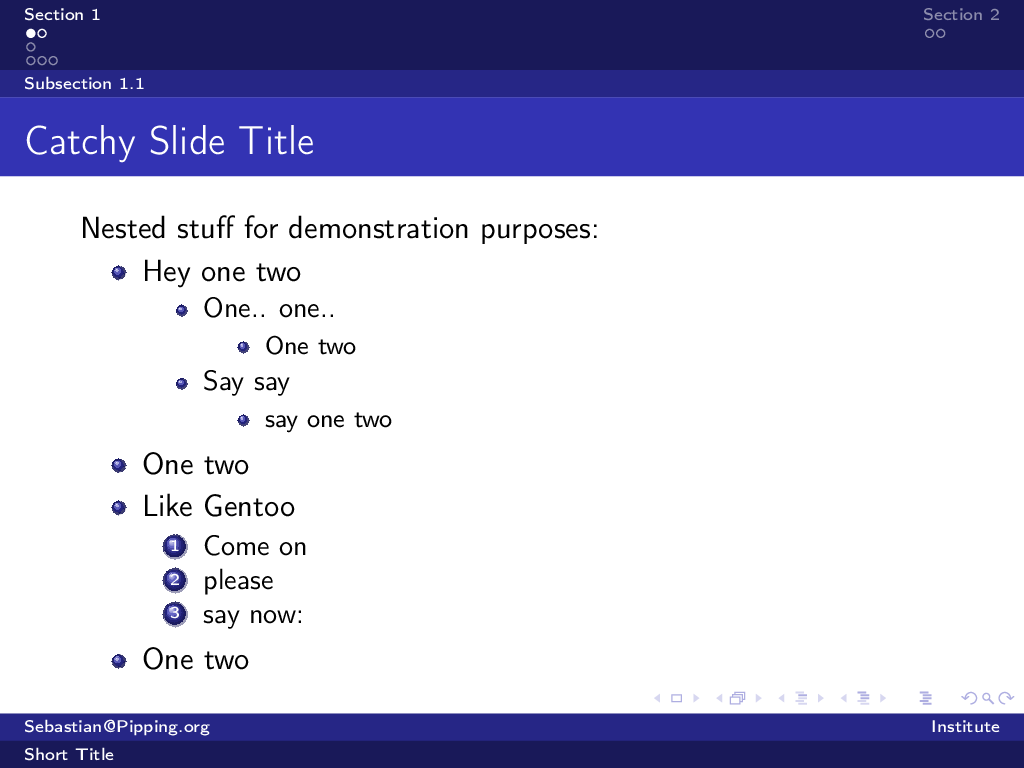 Section 1
Section 2
Subsection 1.1
Catchy Slide Title
Nested stuff for demonstration purposes:
Hey one two
One.. one..
One two
Say say
say one two
One two
Like Gentoo
1 Come on
2 please
3 say now:
One two
Sebastian@Pipping.org
Institute
Short Title